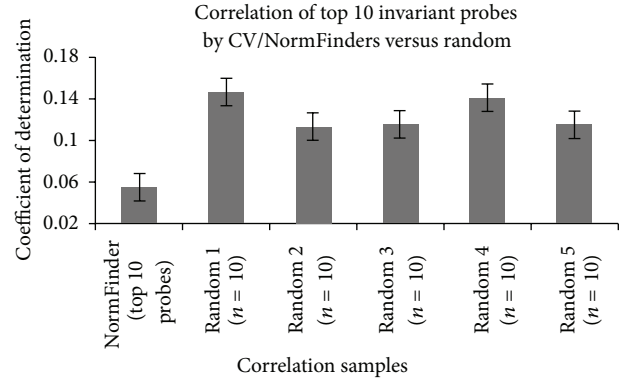 Correlation of top 10 invariant probes
by CV/NormFinders versus random
Coefficient of determination
0.18
0.14
0.1
0.06
0.02
NormFinder
(top 10
probes)
Random 1
(n = 10)
Random 2
(n = 10)
Random 3
(n = 10)
Random 4
(n = 10)
Random 5
(n = 10)
Correlation samples